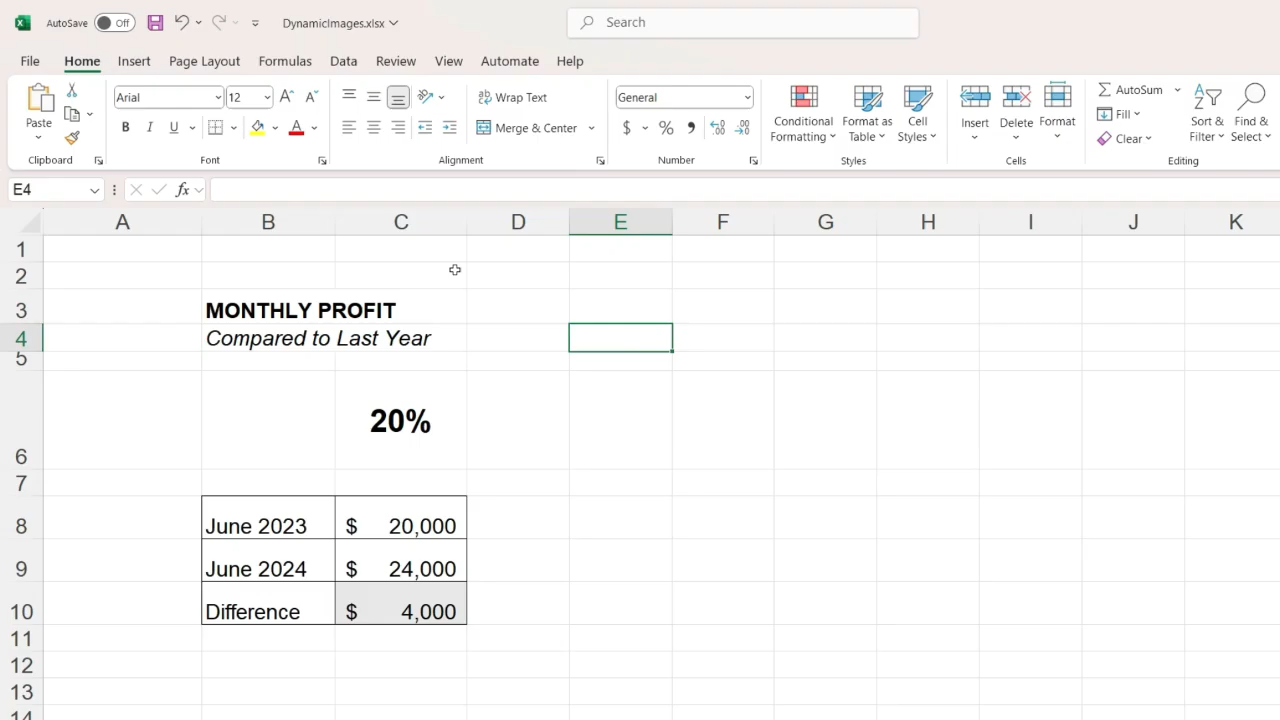 AutoSave Off DynamicImages.xlsx Search
File Home Insert Page Layout Formulas Data Review View Automate Help
Paste Arial 12 Wrap Text General Conditional Formatting Format as Table Cell Styles Insert Delete Format AutoSum Sort & Filter Find & Select
B I U Merge & Center $ % Fill
Clear
Clipboard Font Alignment Number Styles Cells Editing
E4 fx
A B C D E F G H I J K
1
2
3 MONTHLY PROFIT
4 Compared to Last Year
5
6 20%
7
8 June 2023 $ 20,000
9 June 2024 $ 24,000
10 Difference $ 4,000
11
12
13
14